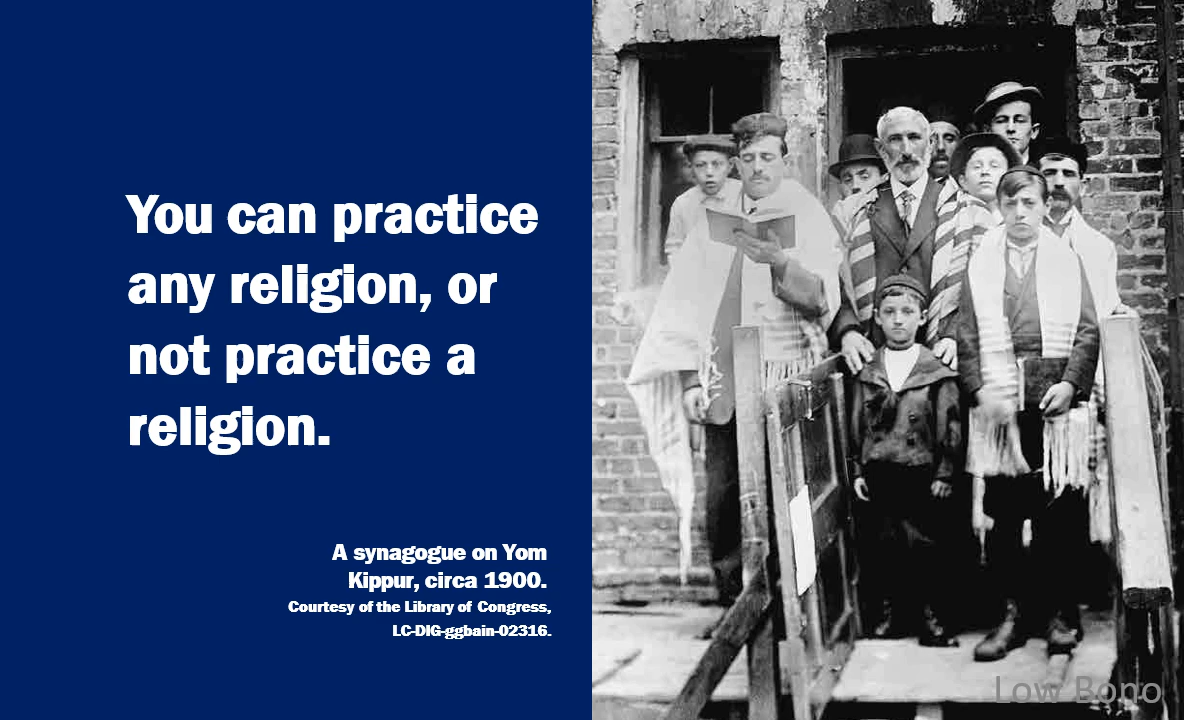 You can practice
any religion, or
not practice a
religion.
A synagogue on Yom
Kippur, circa 1900.
Courtesy of the Library of Congress,
LC-DIG-ggbain-02316.
Low Bono